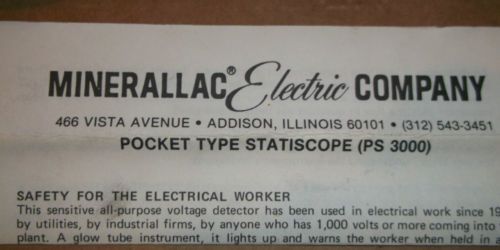 MINERALLAC® Electric COMPANY
466 VISTA AVENUE • ADDISON, ILLINOIS 60101 • (312) 543-3451
POCKET TYPE STATISCOPE (PS 3000)
SAFETY FOR THE ELECTRICAL WORKER
This sensitive all-purpose voltage detector has been used in electrical work since 19
by utilities, by industrial firms, by anyone who has 1,000 volts or more coming into
plant. A glow tube instrument, it lights up and warns the worker when held